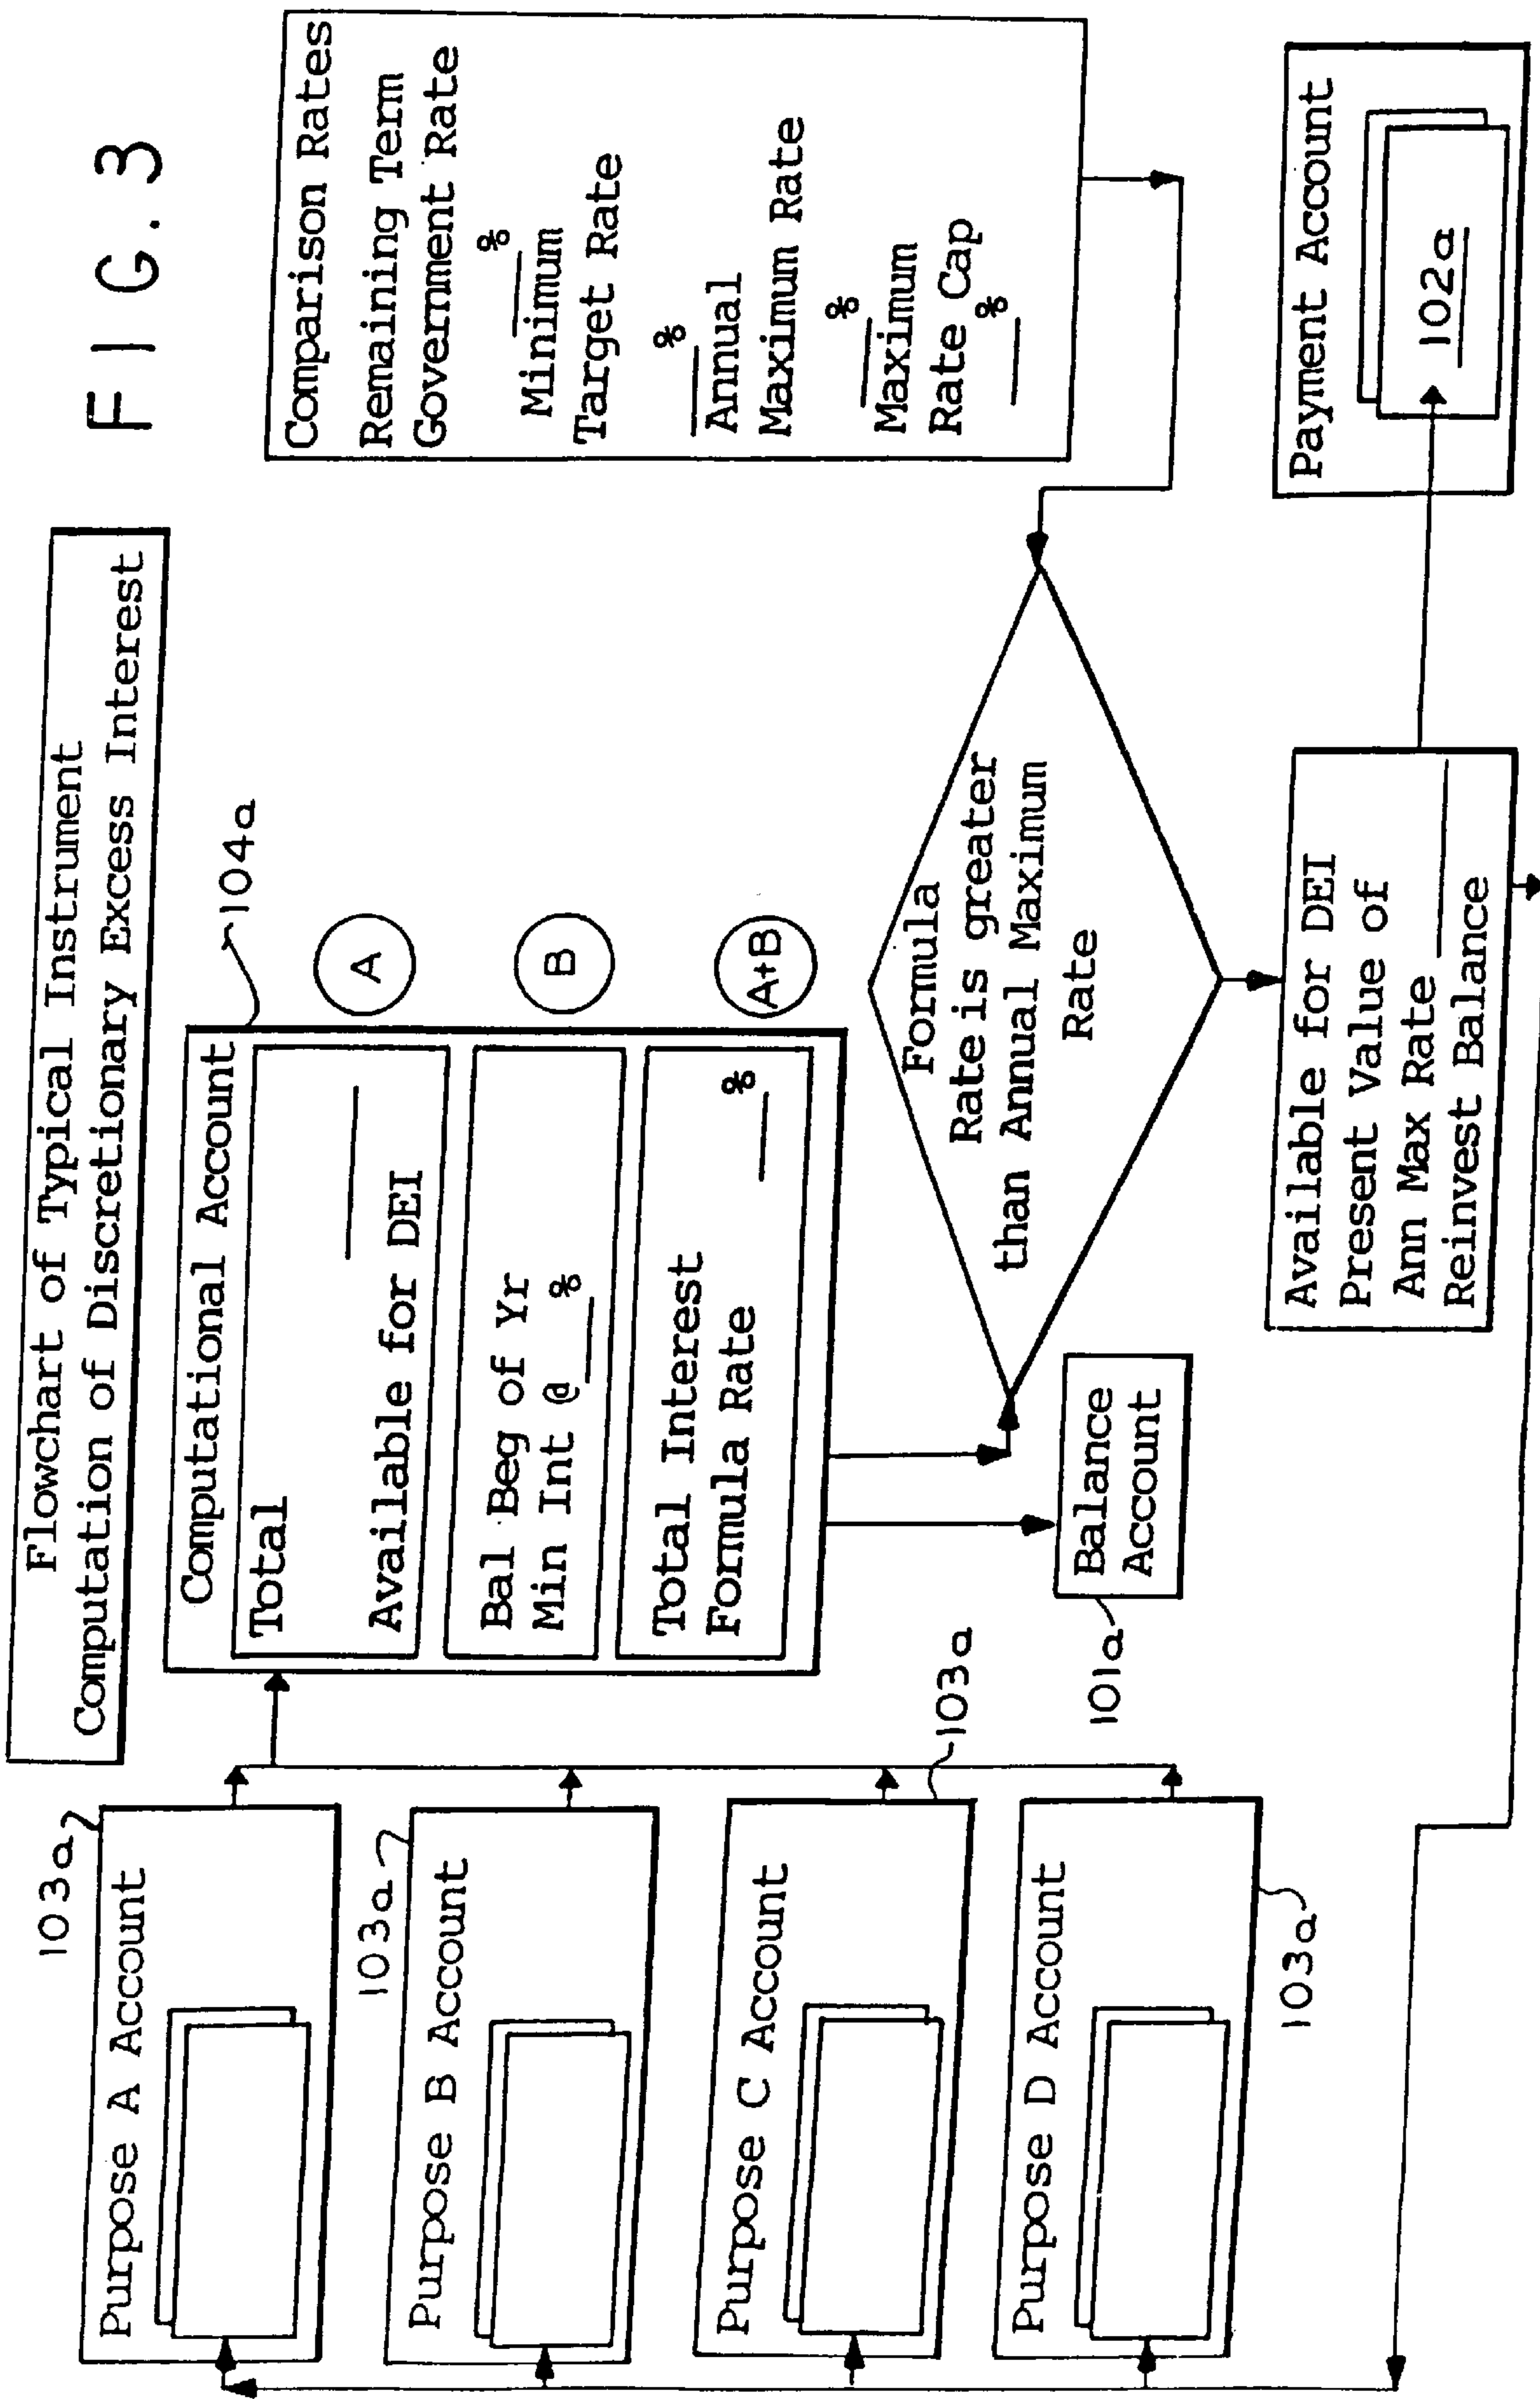 FIG. 3
Flowchart of Typical Instrument
Computation of Discretionary Excess Interest
103a
Purpose A Account
103a
Purpose B Account
Purpose C Account
103a
Purpose D Account
103a
104a
Computational Account
Total
Available for DEI
A
Bal Beg of Yr
Min Int @ %
B
Total Interest
Formula Rate %
A+B
Balance
Account
101a
Formula
Rate is greater
than Annual Maximum
Rate
Comparison Rates
Remaining Term
Government Rate
%
Minimum
Target Rate
%
Annual
Maximum Rate
%
Maximum
Rate Cap
%
Available for DEI
Present Value of
Ann Max Rate
Reinvest Balance
Payment Account
102a